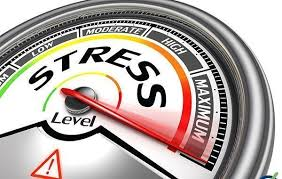 LOW
MODERATE
HIGH
MAXIMUM
STRESS
Level
!